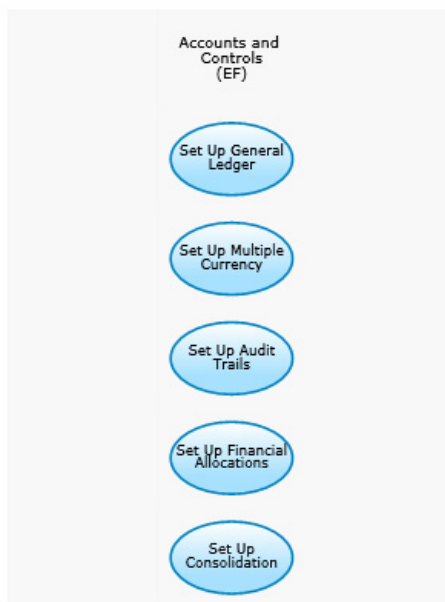 Accounts and
Controls
(EF)
Set Up General
Ledger
Set Up Multiple
Currency
Set Up Audit
Trails
Set Up Financial
Allocations
Set Up
Consolidation